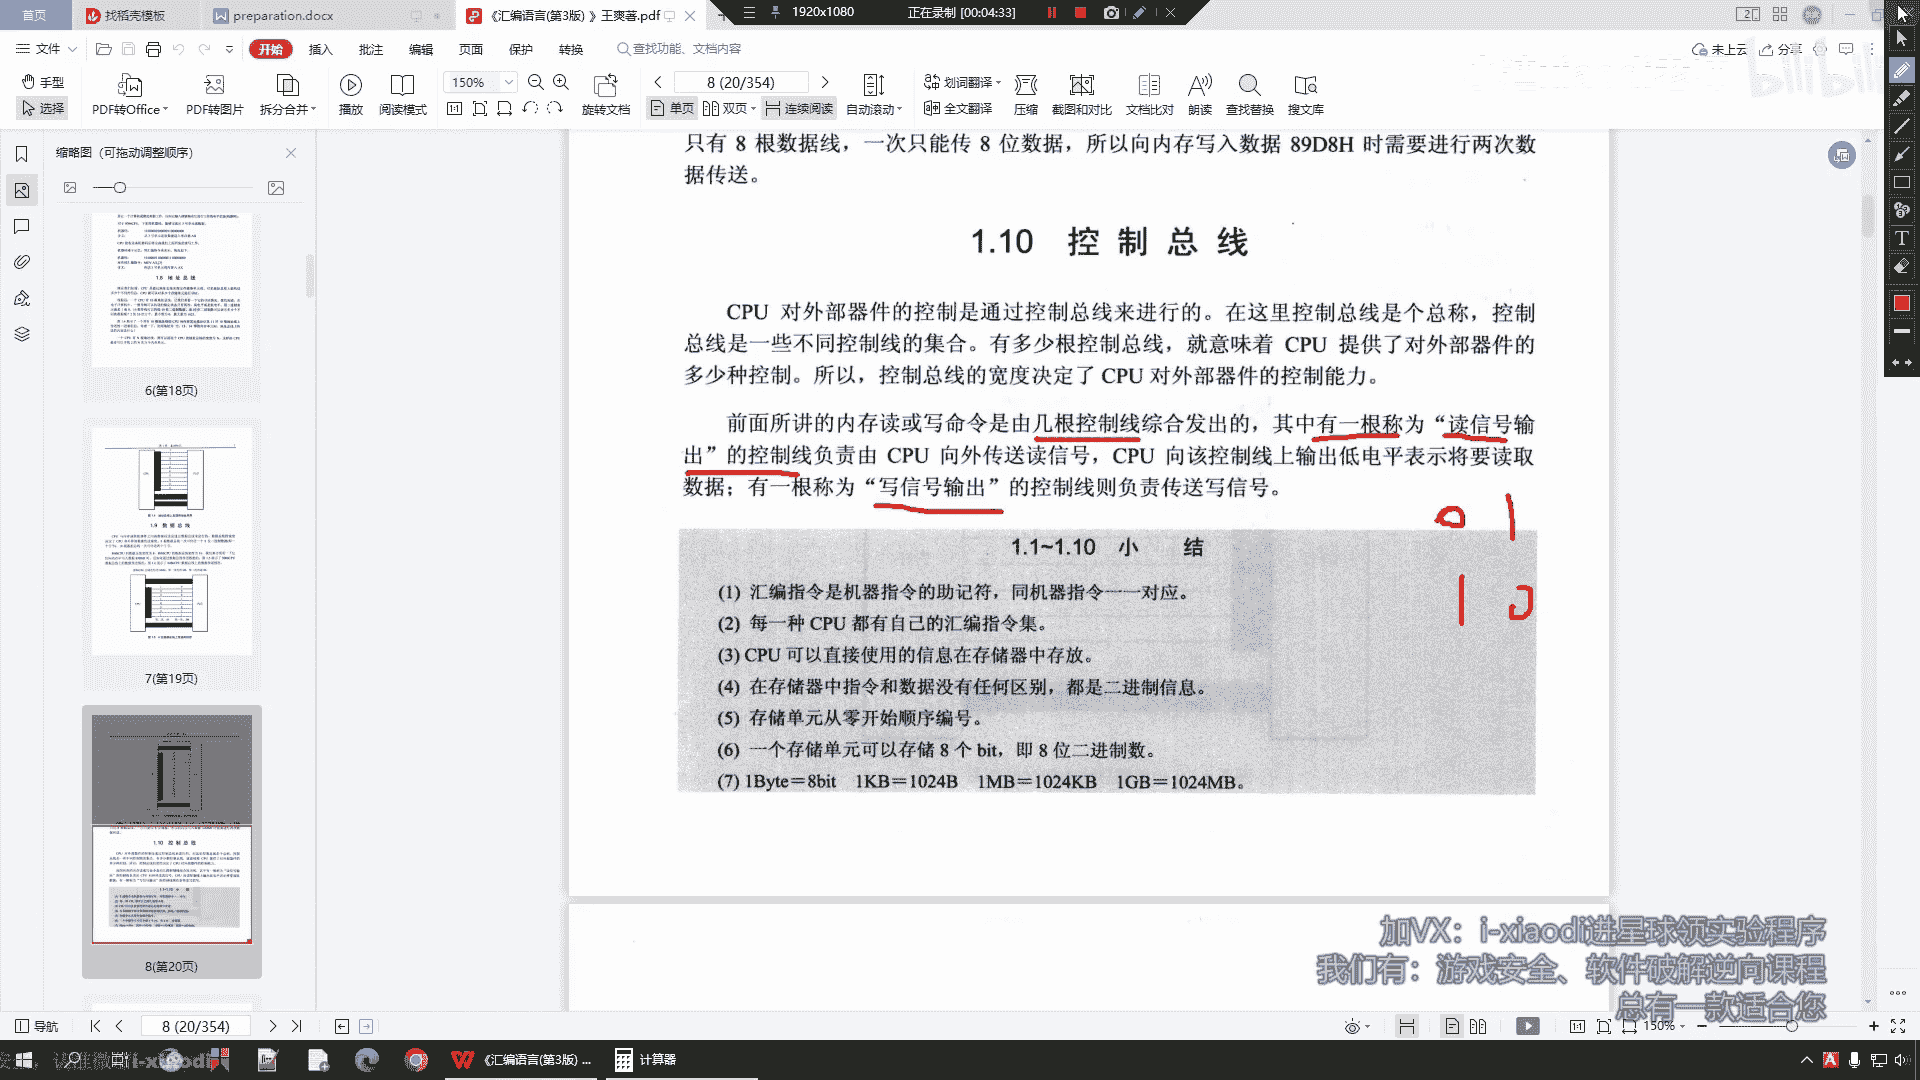 首页
找稻壳模板
preparation.docx
《汇编语言(第3版) 》王爽著.pdf
1920x1080
正在录制 [00:04:33]
文件
开始
插入
批注
编辑
页面
保护
转换
查找功能、文档内容
未上云
分享
手型
选择
PDF转Office
PDF转图片
拆分合并
播放
阅读模式
150%
旋转文档
8 (20/354)
单页
双页
连续阅读
自动滚动
划词翻译
全文翻译
压缩
截图和对比
文档比对
朗读
查找替换
搜文库
缩略图（可拖动调整顺序）
6(第18页)
7(第19页)
8(第20页)
只有 8 根数据线，一次只能传 8 位数据，所以向内存写入数据 89D8H 时需要进行两次数
据传送。
1.10 控 制 总 线
CPU 对外部器件的控制是通过控制总线来进行的。在这里控制总线是个总称，控制
总线是一些不同控制线的集合。有多少根控制总线，就意味着 CPU 提供了对外部器件的
多少种控制。所以，控制总线的宽度决定了 CPU 对外部器件的控制能力。
前面所讲的内存读或写命令是由几根控制线综合发出的，其中有一根称为“读信号输
出”的控制线负责由 CPU 向外传送读信号，CPU 向该控制线上输出低电平表示将要读取
数据；有一根称为“写信号输出”的控制线则负责传送写信号。
0 1
1 0
1.1~1.10 小 结
(1) 汇编指令是机器指令的助记符，同机器指令一一对应。
(2) 每一种 CPU 都有自己的汇编指令集。
(3) CPU 可以直接使用的信息在存储器中存放。
(4) 在存储器中指令和数据没有任何区别，都是二进制信息。
(5) 存储单元从零开始顺序编号。
(6) 一个存储单元可以存储 8 个 bit，即 8 位二进制数。
(7) 1Byte＝8bit 1KB＝1024B 1MB＝1024KB 1GB＝1024MB。
加VX：i-xiaodi进星球领实验程序
我们有：游戏安全、软件破解逆向课程
总有一款适合您
导航
8 (20/354)
150%
i-xiaodi
《汇编语言(第3版) ...
计算器